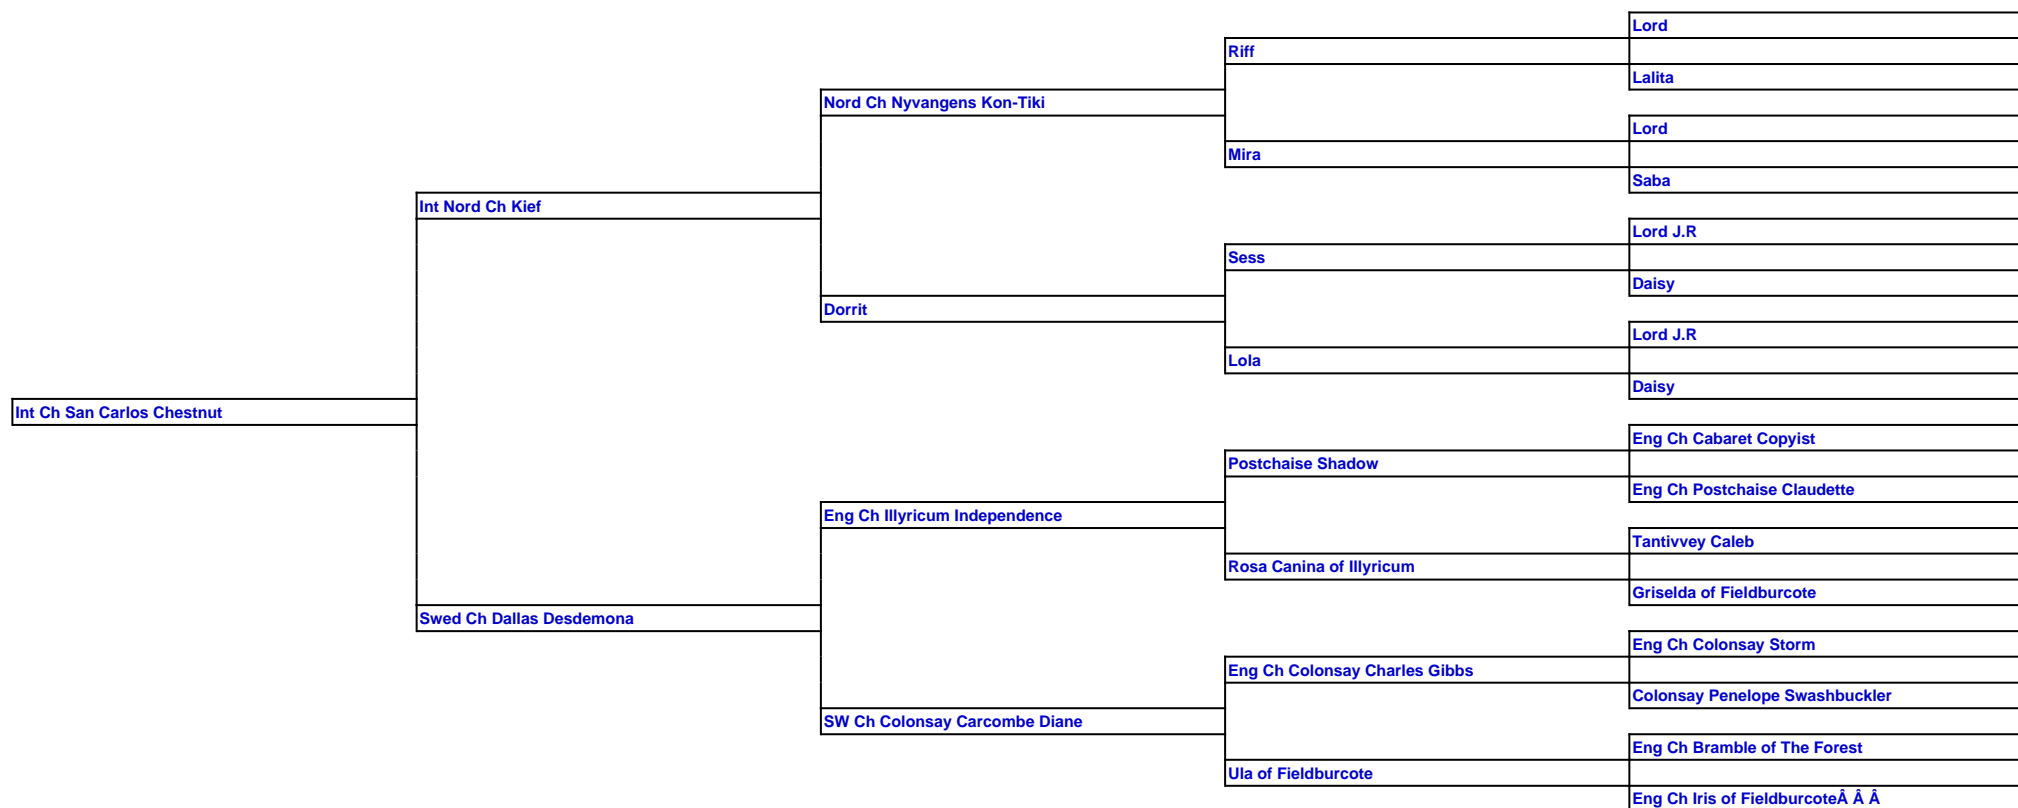 Lord
Riff
Lalita
Nord Ch Nyvangens Kon-Tiki
Lord
Mira
Saba
Int Nord Ch Kief
Lord J.R
Sess
Daisy
Dorrit
Lord J.R
Lola
Daisy
Int Ch San Carlos Chestnut
Eng Ch Cabaret Copyist
Postchaise Shadow
Eng Ch Postchaise Claudette
Eng Ch Illyricum Independence
Tantivvey Caleb
Rosa Canina of Illyricum
Griselda of Fieldburcote
Swed Ch Dallas Desdemona
Eng Ch Colonsay Storm
Eng Ch Colonsay Charles Gibbs
Colonsay Penelope Swashbuckler
SW Ch Colonsay Carcombe Diane
Eng Ch Bramble of The Forest
Ula of Fieldburcote
Eng Ch Iris of FieldburcoteÂ Â Â